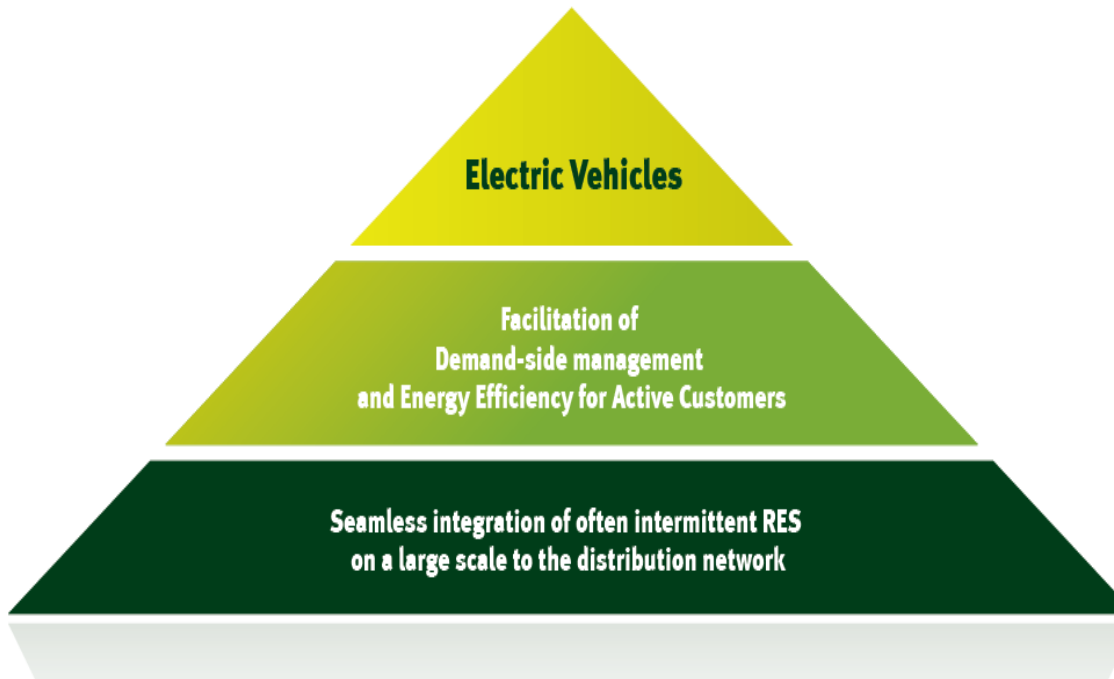 Electric Vehicles
Facilitation of
Demand-side management
and Energy Efficiency for Active Customers
Seamless integration of often intermittent RES
on a large scale to the distribution network